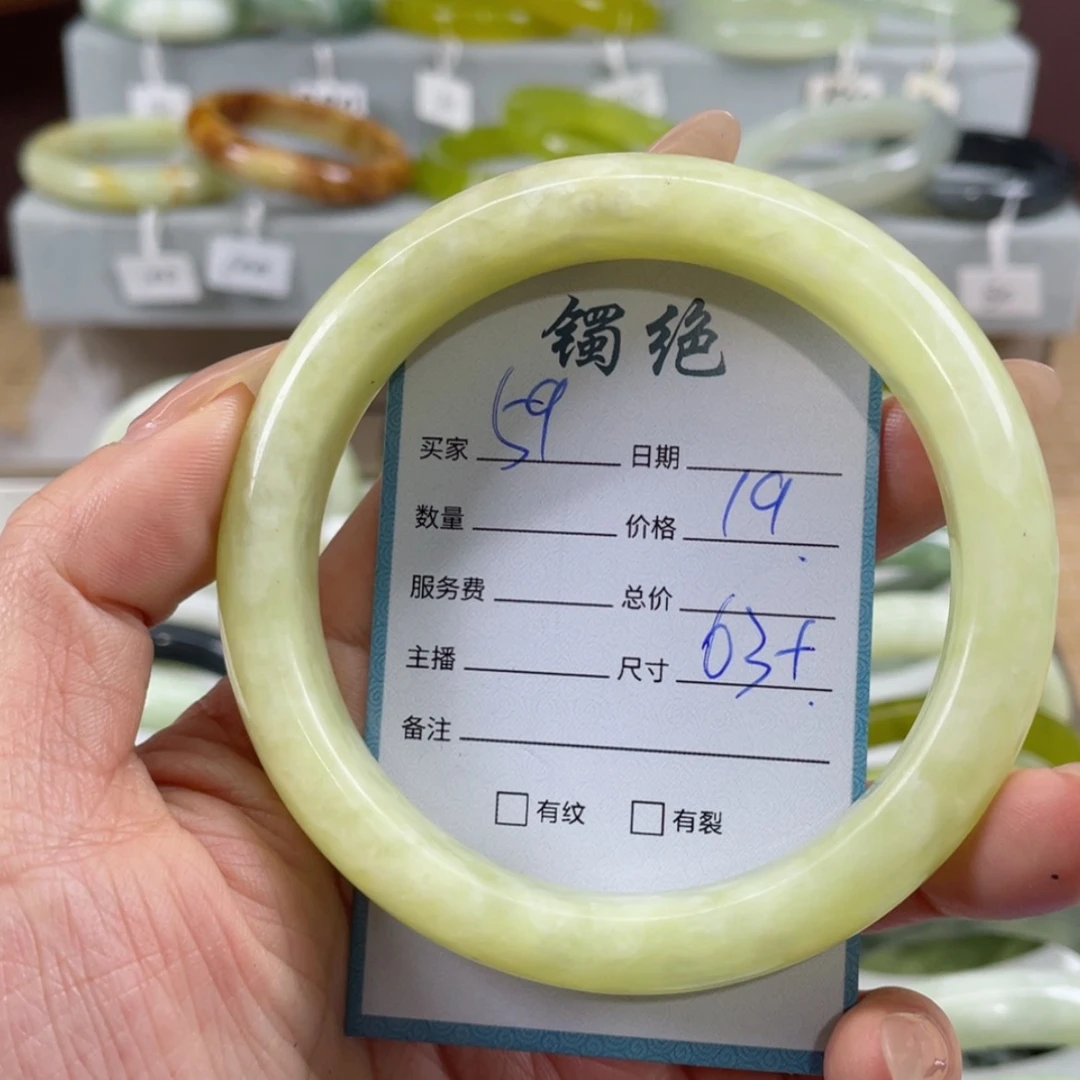 镯绝
买家 59 日期
数量 价格 19
服务费 总价
主播 尺寸 63+
备注
有纹 有裂